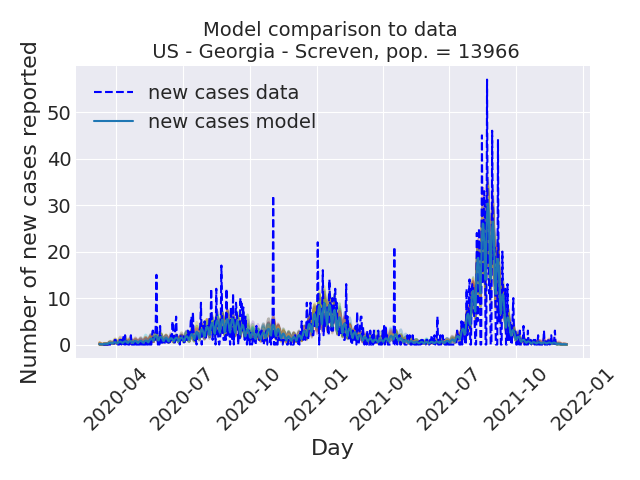 Model comparison to data
US - Georgia - Screven, pop. = 13966
Number of new cases reported
50
40
30
20
10
0
new cases data
new cases model
2020-04
2020-07
2020-10
2021-01
2021-04
2021-07
2021-10
2022-01
Day